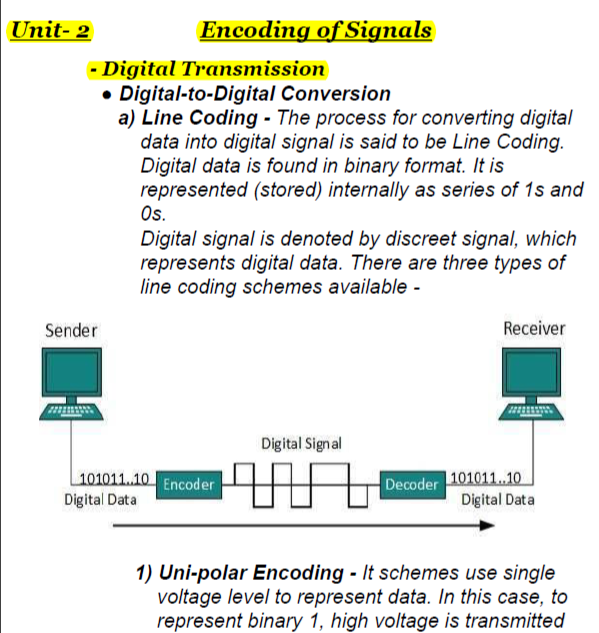 Unit- 2 Encoding of Signals
- Digital Transmission
● Digital-to-Digital Conversion
a) Line Coding - The process for converting digital
data into digital signal is said to be Line Coding.
Digital data is found in binary format. It is
represented (stored) internally as series of 1s and
0s.
Digital signal is denoted by discreet signal, which
represents digital data. There are three types of
line coding schemes available -
Sender Receiver
Digital Signal
101011..10 Encoder Decoder 101011..10
Digital Data Digital Data
1) Uni-polar Encoding - It schemes use single
voltage level to represent data. In this case, to
represent binary 1, high voltage is transmitted